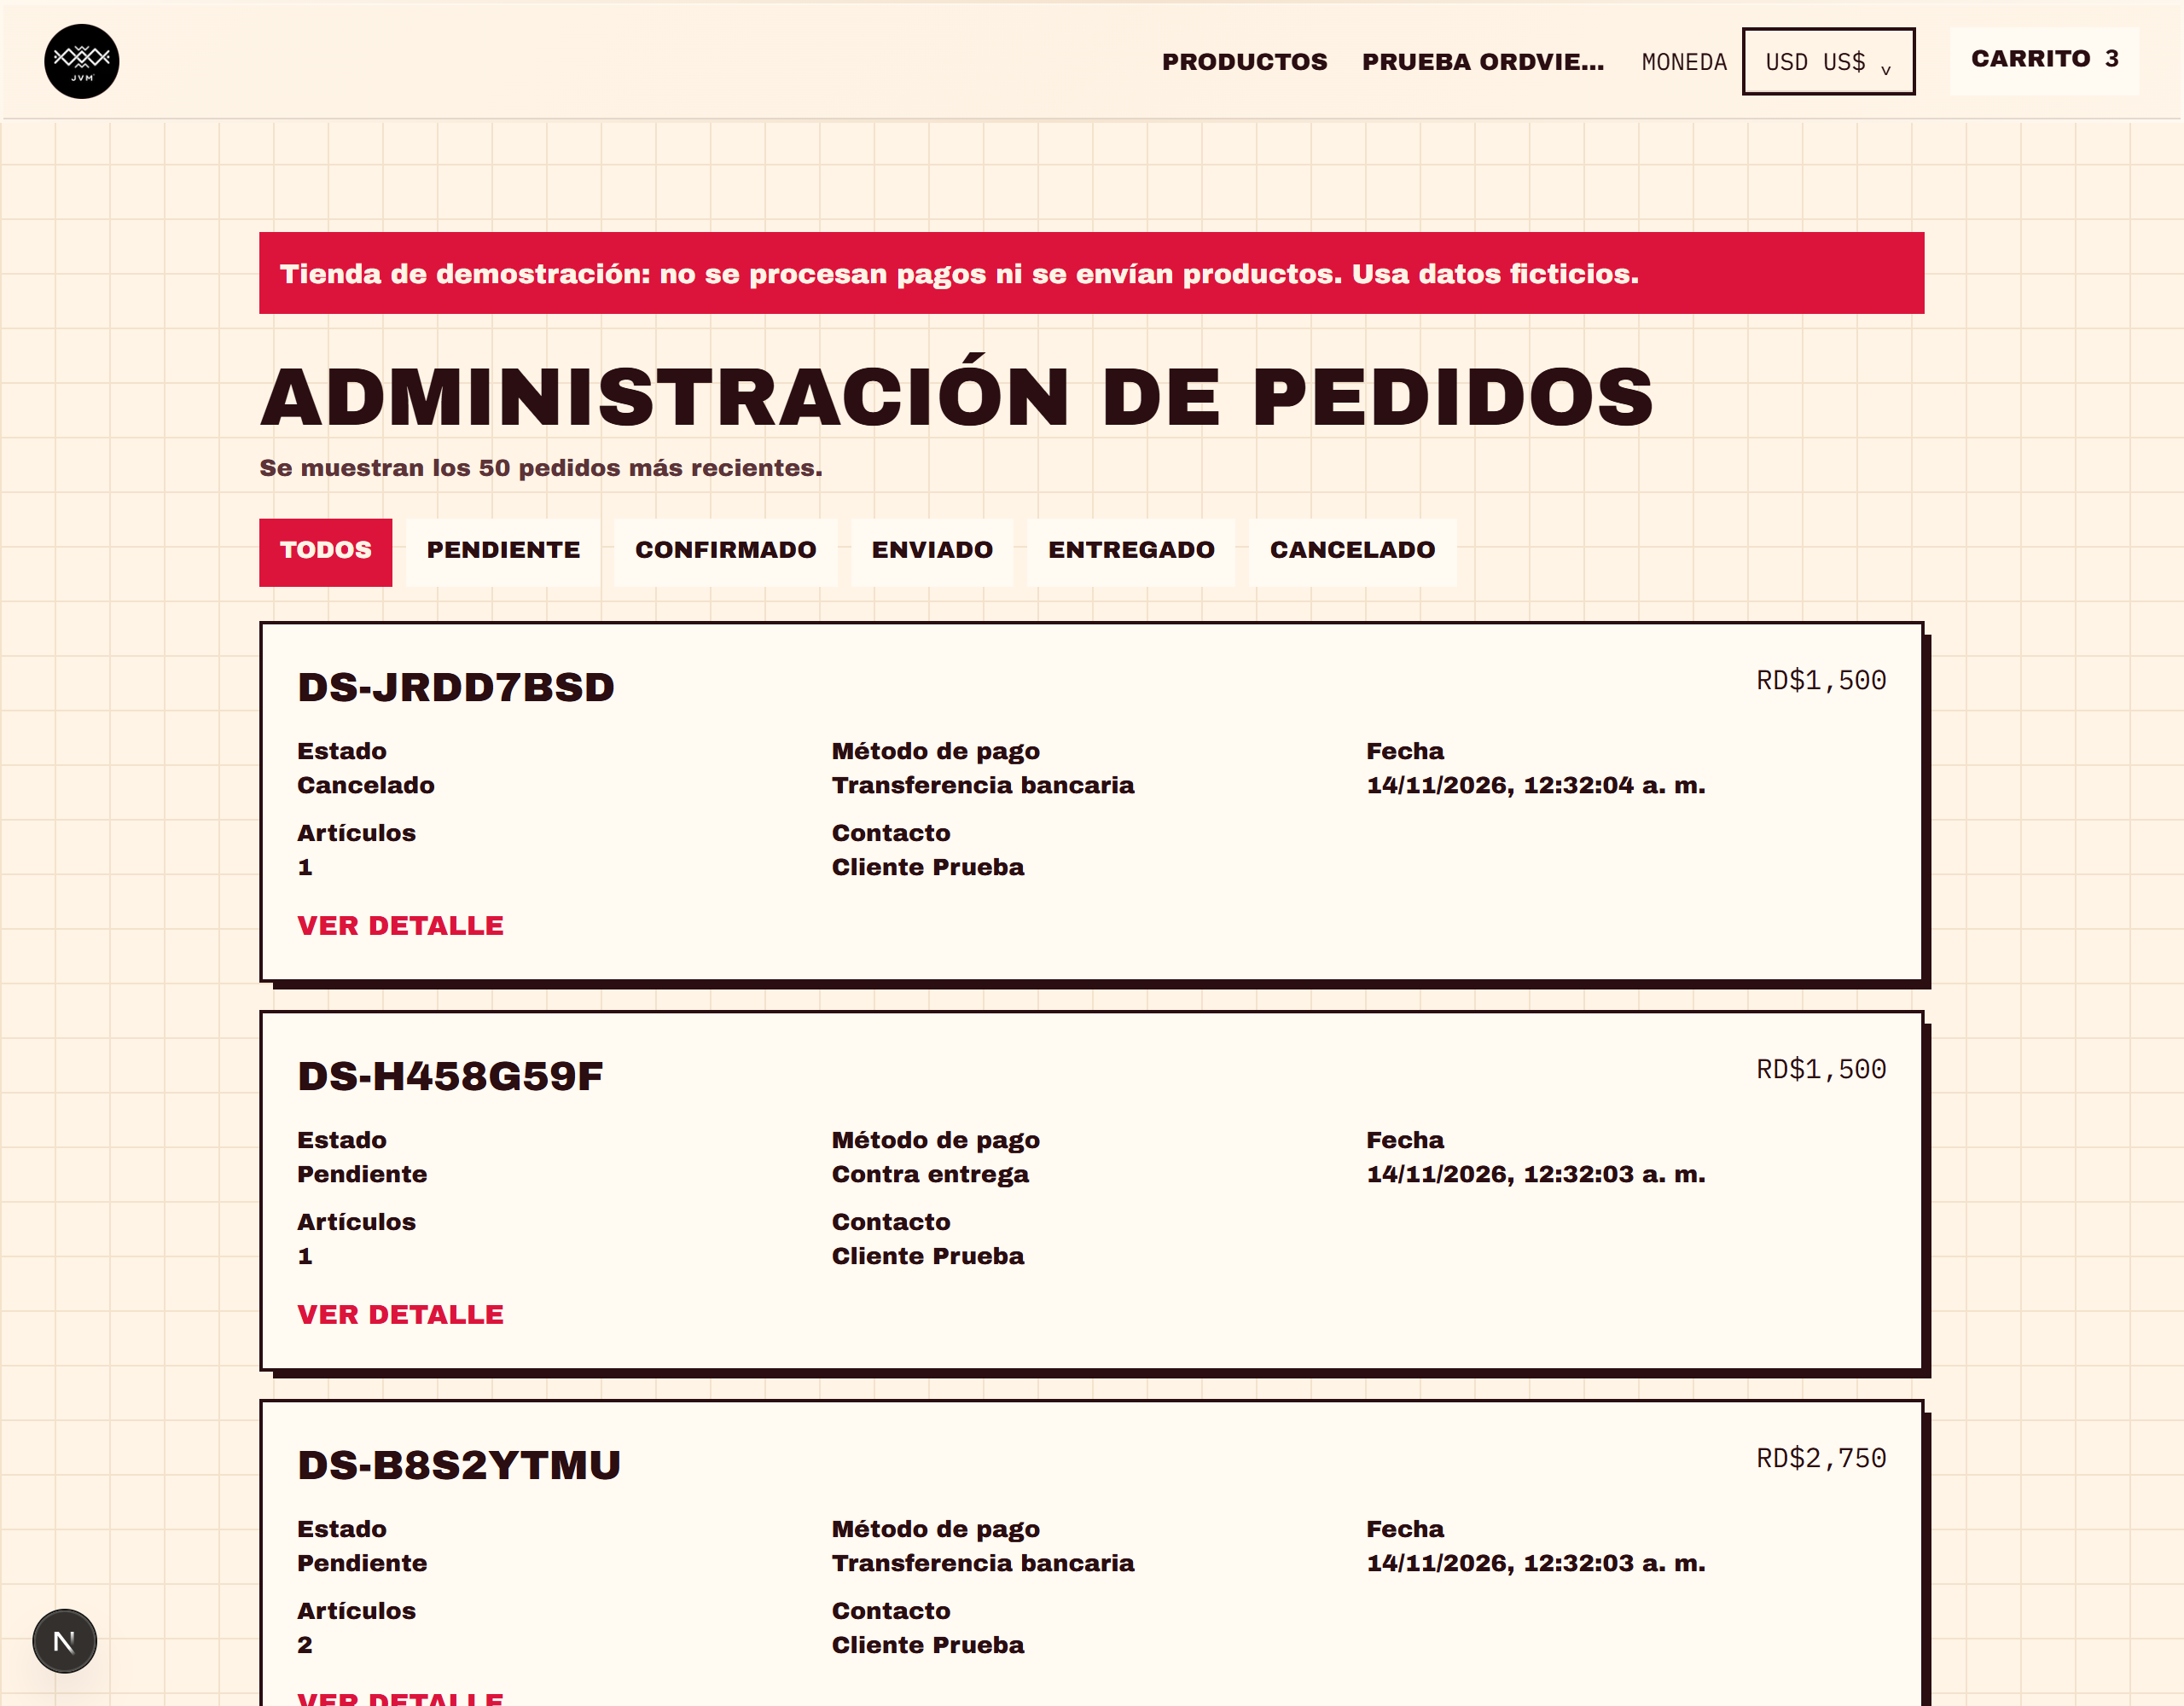 JVM
PRODUCTOS PRUEBA ORDVIE... MONEDA USD US$ CARRITO 3
Tienda de demostración: no se procesan pagos ni se envían productos. Usa datos ficticios.
ADMINISTRACIÓN DE PEDIDOS
Se muestran los 50 pedidos más recientes.
TODOS PENDIENTE CONFIRMADO ENVIADO ENTREGADO CANCELADO
DS-JRDD7BSD RD$1,500
Estado Método de pago Fecha
Cancelado Transferencia bancaria 14/11/2026, 12:32:04 a. m.
Artículos Contacto
1 Cliente Prueba
VER DETALLE
DS-H458G59F RD$1,500
Estado Método de pago Fecha
Pendiente Contra entrega 14/11/2026, 12:32:03 a. m.
Artículos Contacto
1 Cliente Prueba
VER DETALLE
DS-B8S2YTMU RD$2,750
Estado Método de pago Fecha
Pendiente Transferencia bancaria 14/11/2026, 12:32:03 a. m.
Artículos Contacto
2 Cliente Prueba
VER DETALLE
N